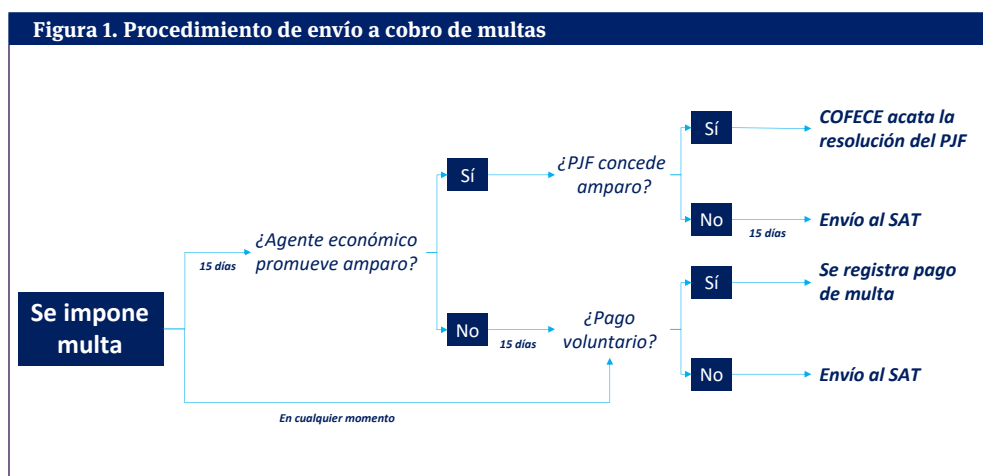 Figura 1. Procedimiento de envío a cobro de multas
Se impone
multa
15 días
¿Agente económico
promueve amparo?
Sí
¿PJF concede
amparo?
Sí
COFECE acata la
resolución del PJF
No
15 días
Envío al SAT
No
15 días
¿Pago
voluntario?
Sí
Se registra pago
de multa
No
Envío al SAT
En cualquier momento